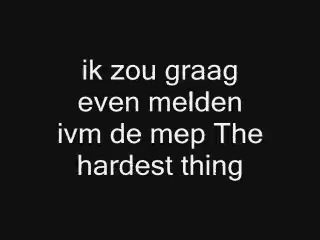 ik zou graag
even melden
ivm de mep The
hardest thing